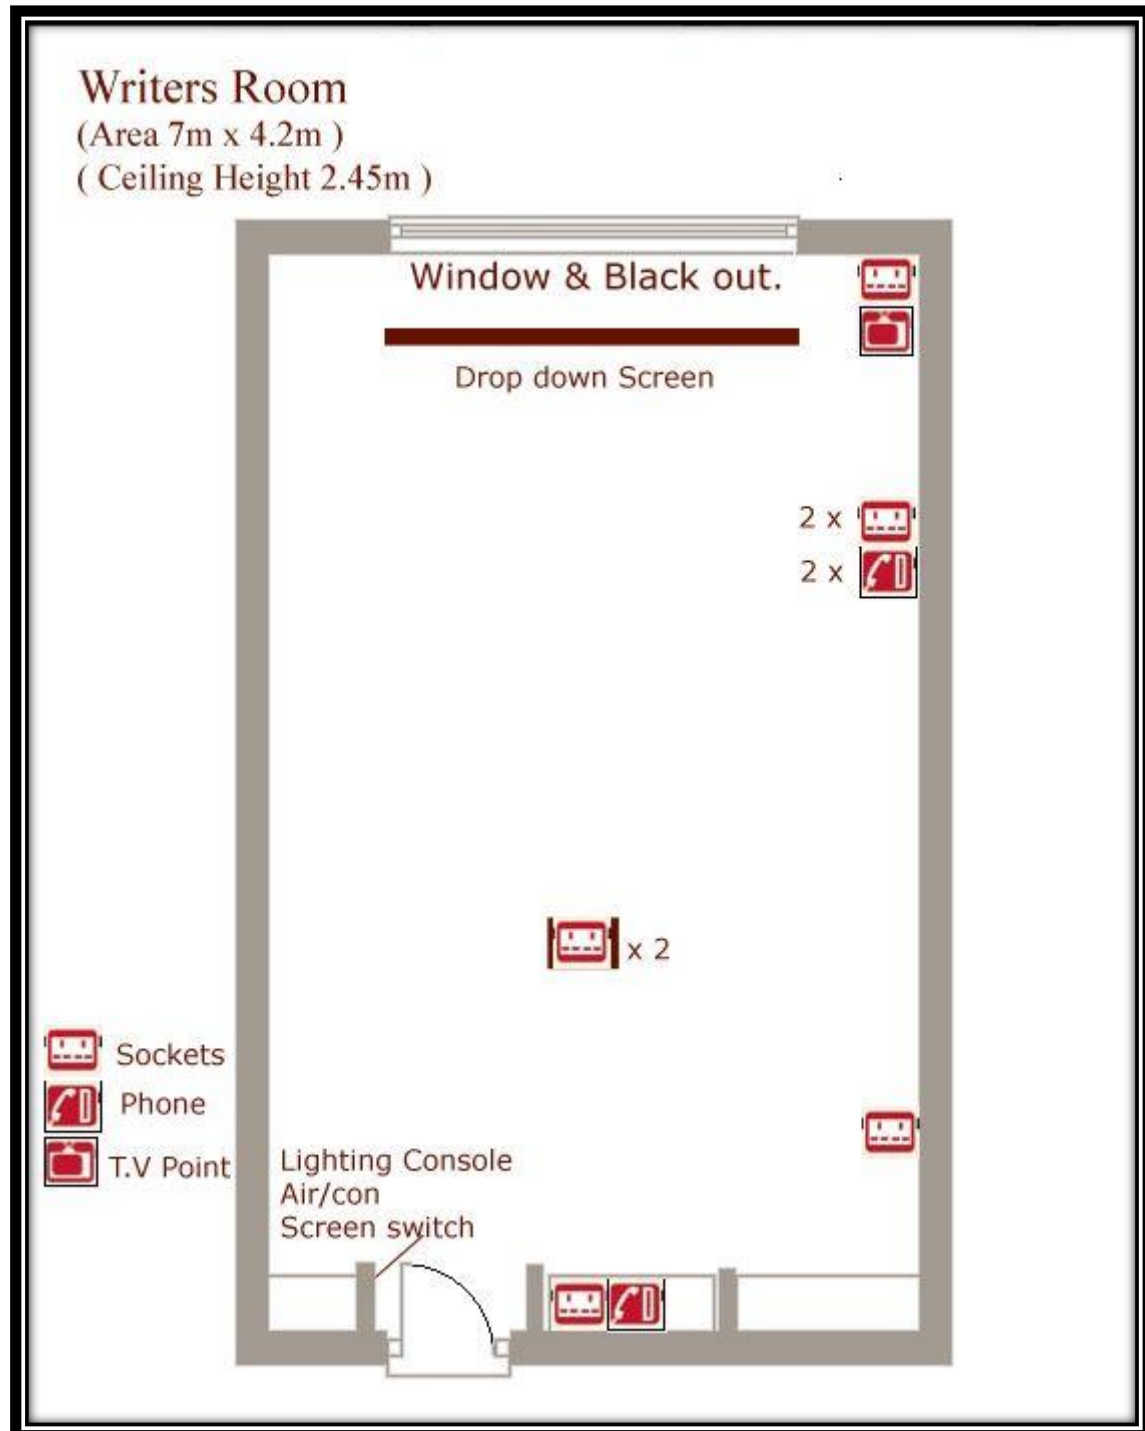 Writers Room
(Area 7m x 4.2m )
( Ceiling Height 2.45m )
Window & Black out.
Drop down Screen
2 x
2 x
x 2
Sockets
Phone
T.V Point
Lighting Console
Air/con
Screen switch